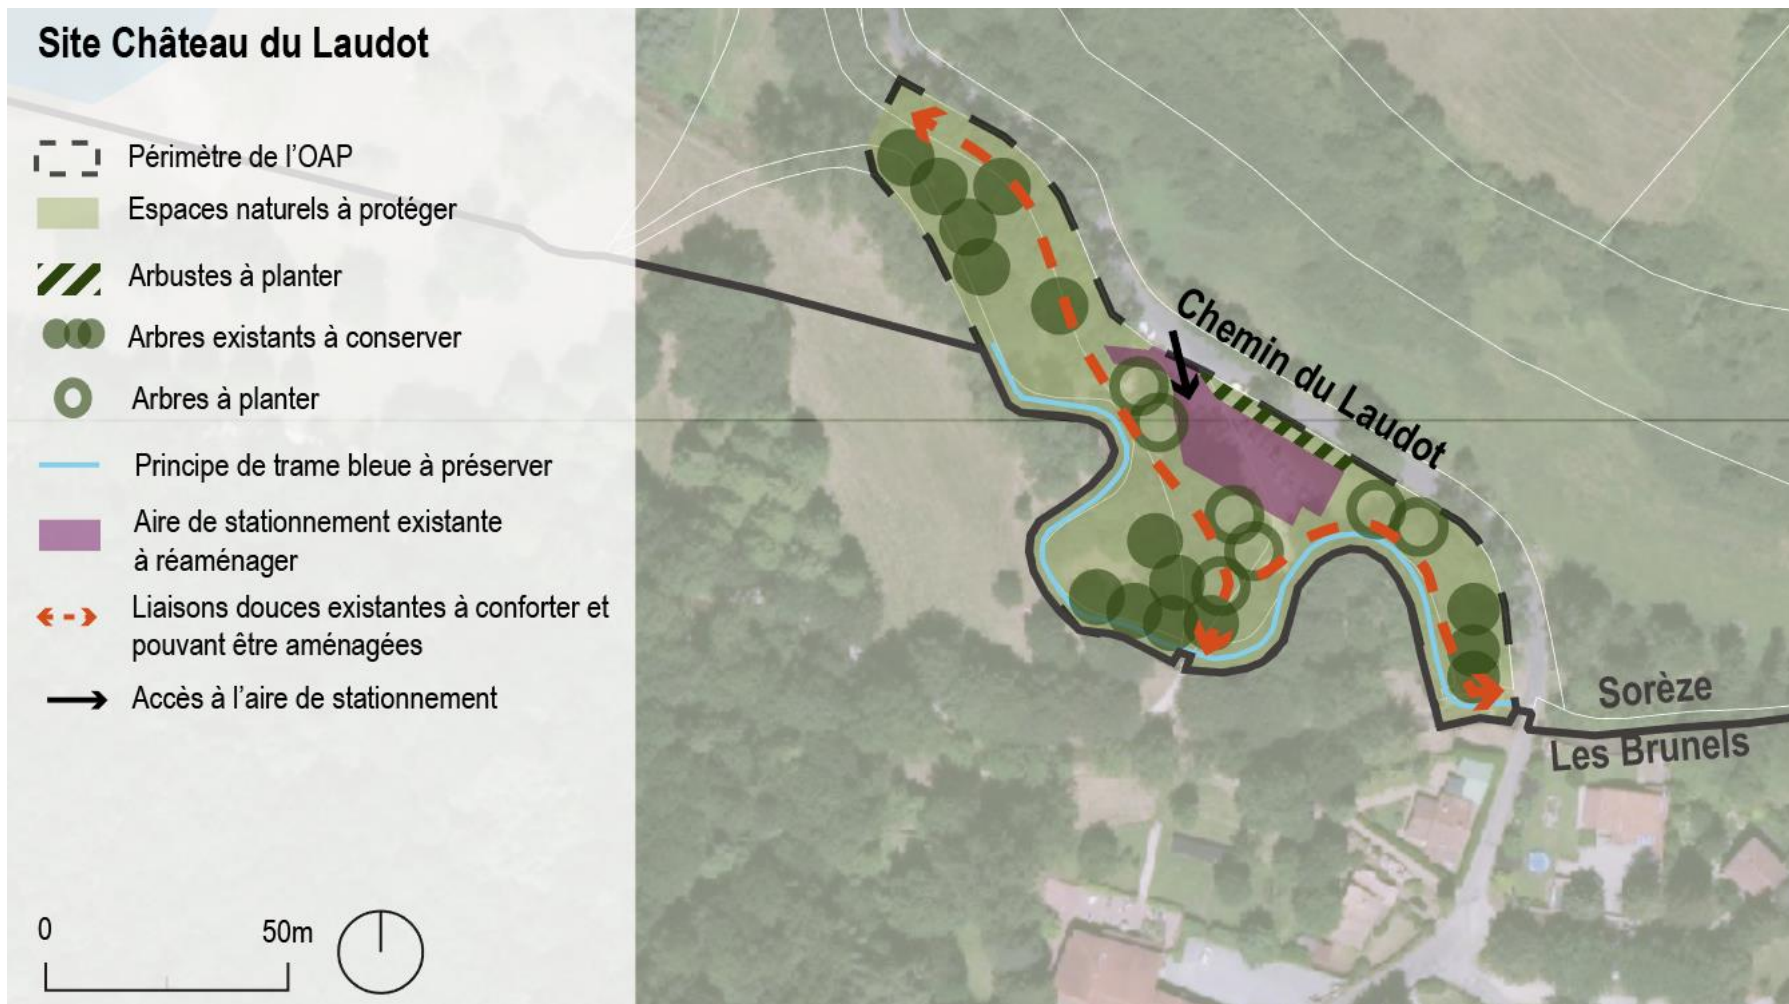 Site Château du Laudot
Périmètre de l'OAP
Espaces naturels à protéger
Arbustes à planter
Arbres existants à conserver
Arbres à planter
Principe de trame bleue à préserver
Aire de stationnement existante
à réaménager
Liaisons douces existantes à conforter et
pouvant être aménagées
Accès à l'aire de stationnement
0
50m
Chemin du Laudot
Sorèze
Les Brunels